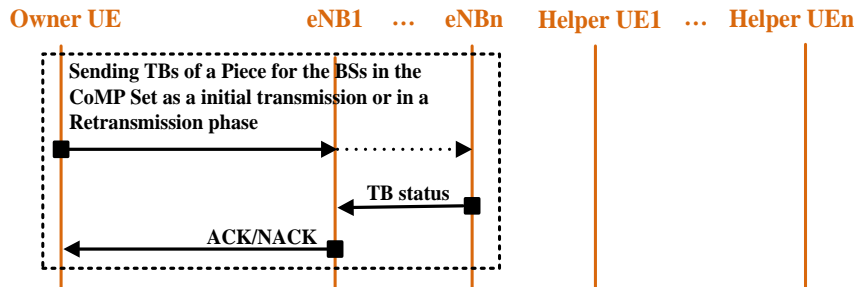 Owner UE eNB1 ... eNBn Helper UE1 ... Helper UEn
Sending TBs of a Piece for the BSs in the
CoMP Set as a initial transmission or in a
Retransmission phase
TB status
ACK/NACK